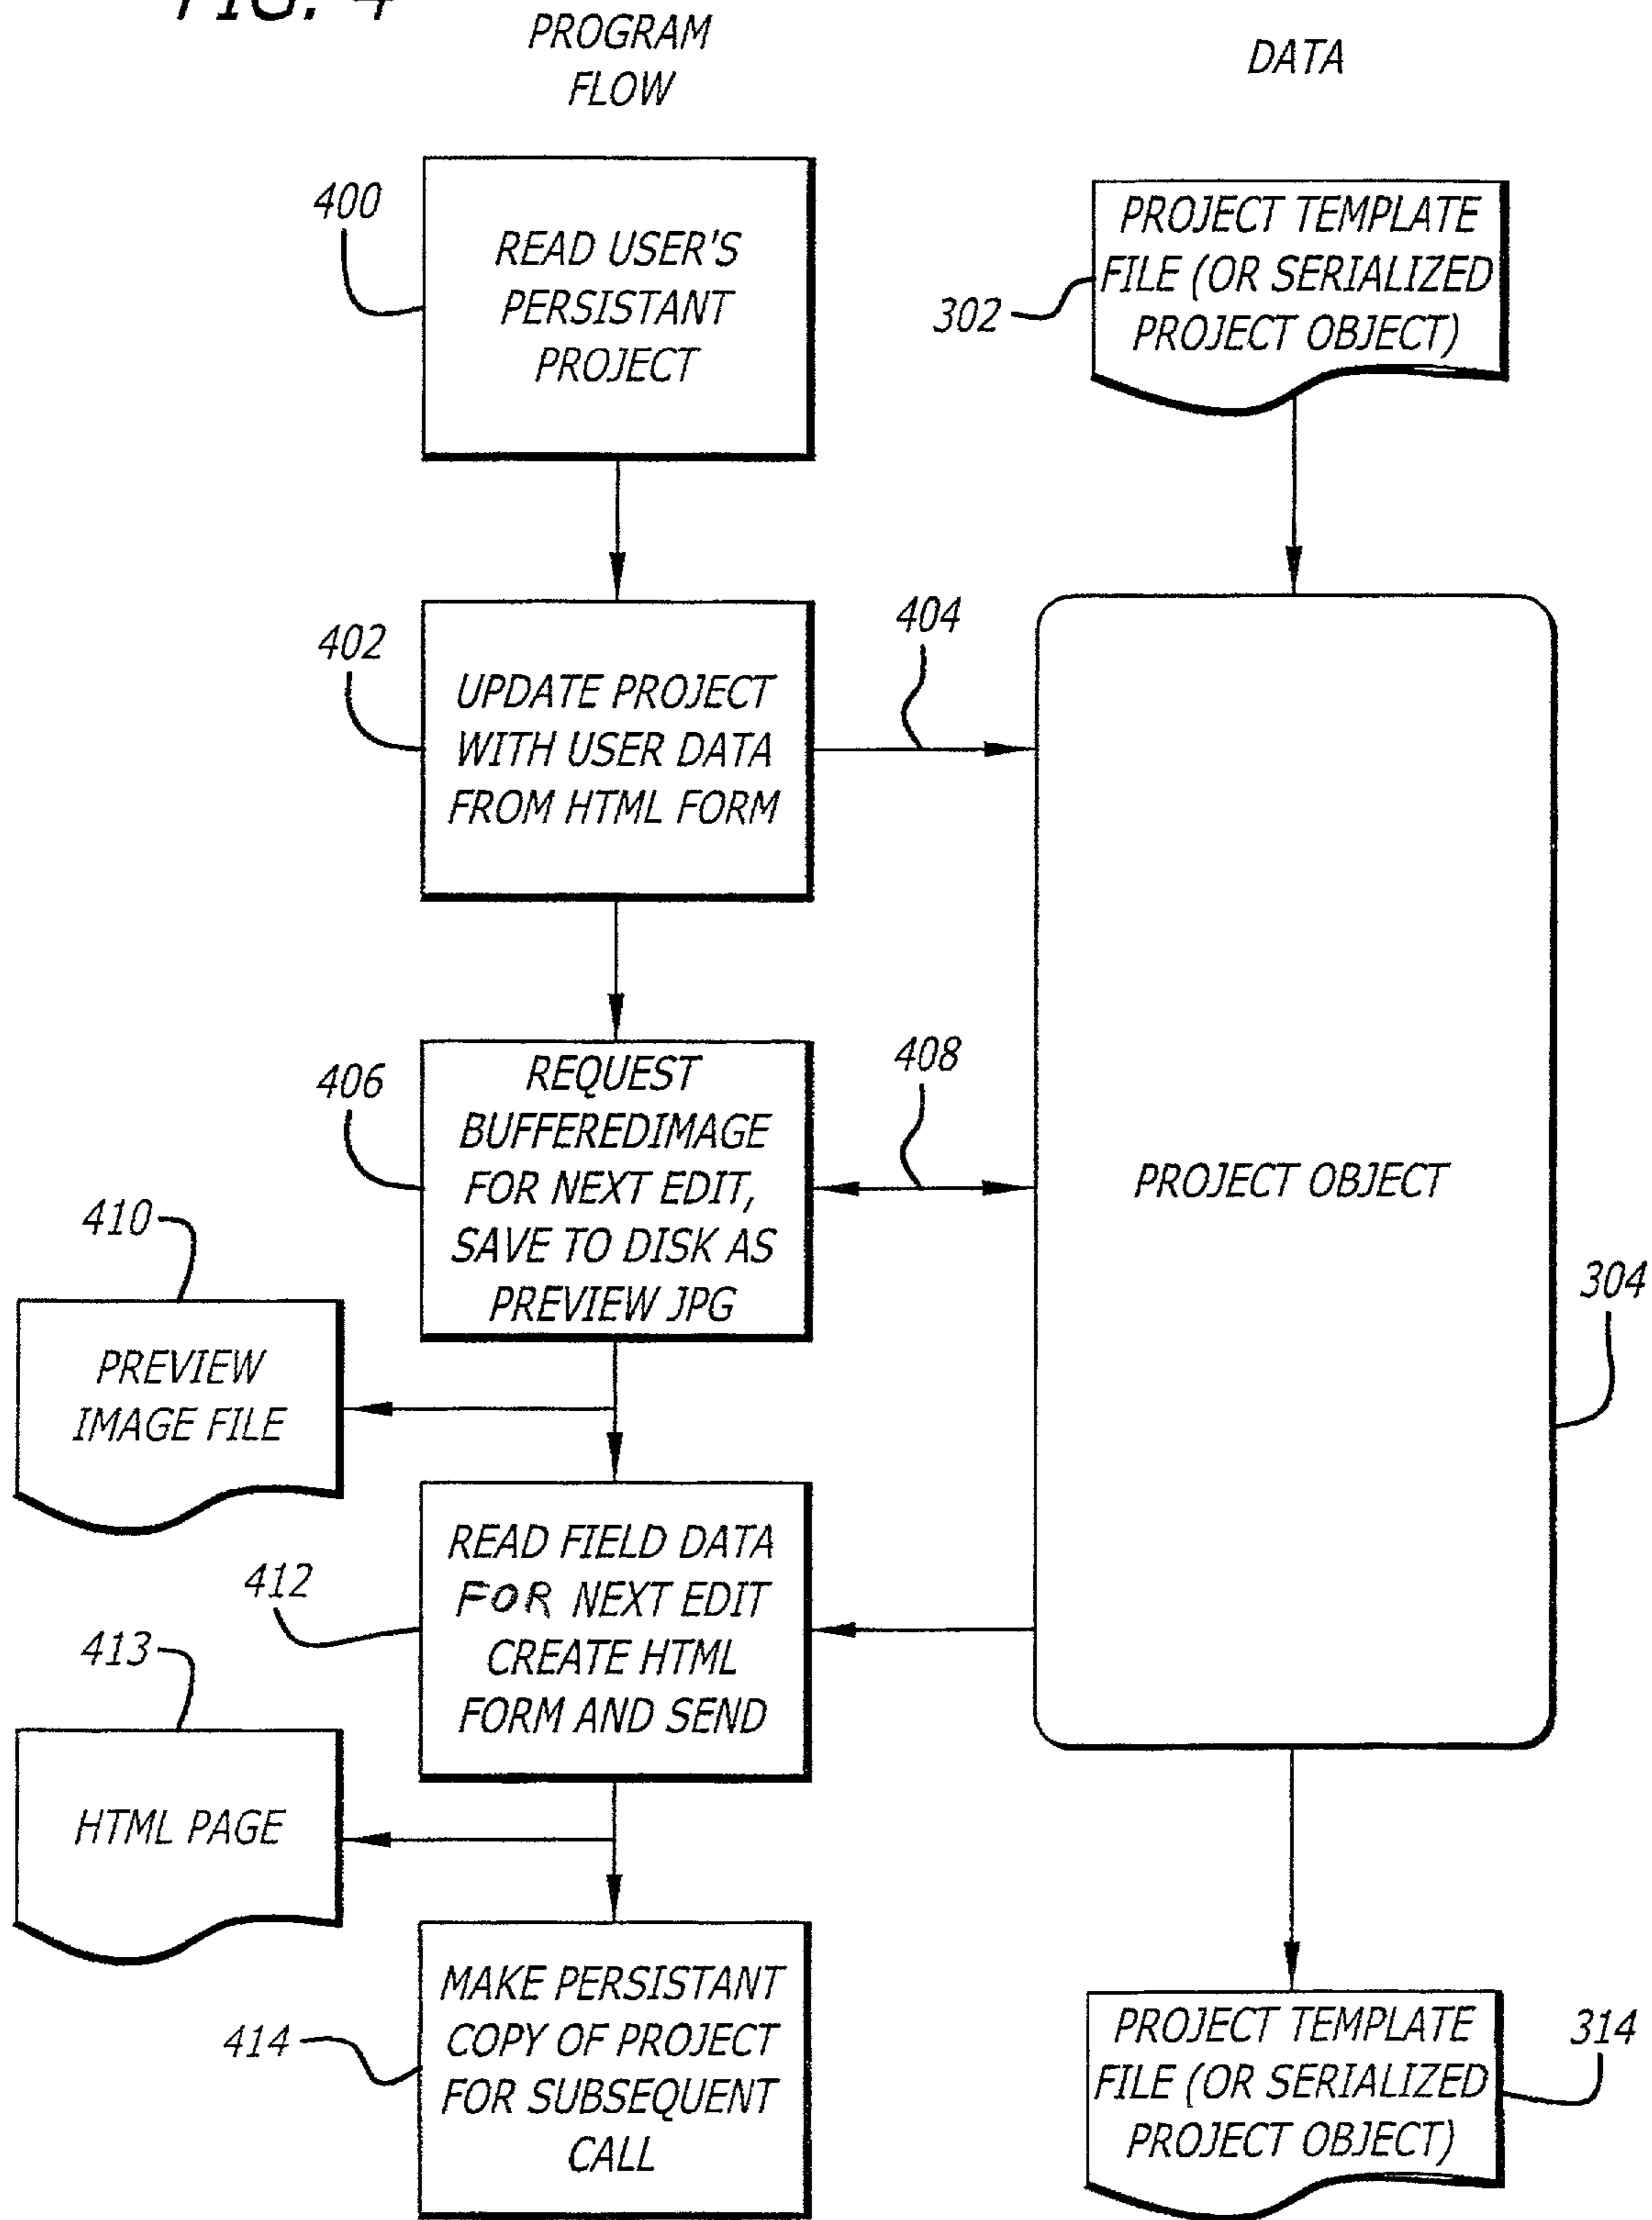 FIG. 4
PROGRAM
FLOW
DATA
400
READ USER'S
PERSISTANT
PROJECT
302
PROJECT TEMPLATE
FILE (OR SERIALIZED
PROJECT OBJECT)
402
UPDATE PROJECT
WITH USER DATA
FROM HTML FORM
404
406
REQUEST
BUFFEREDIMAGE
FOR NEXT EDIT,
SAVE TO DISK AS
PREVIEW JPG
408
PROJECT OBJECT
304
410
PREVIEW
IMAGE FILE
412
READ FIELD DATA
FOR NEXT EDIT
CREATE HTML
FORM AND SEND
413
HTML PAGE
414
MAKE PERSISTANT
COPY OF PROJECT
FOR SUBSEQUENT
CALL
PROJECT TEMPLATE
FILE (OR SERIALIZED
PROJECT OBJECT)
314